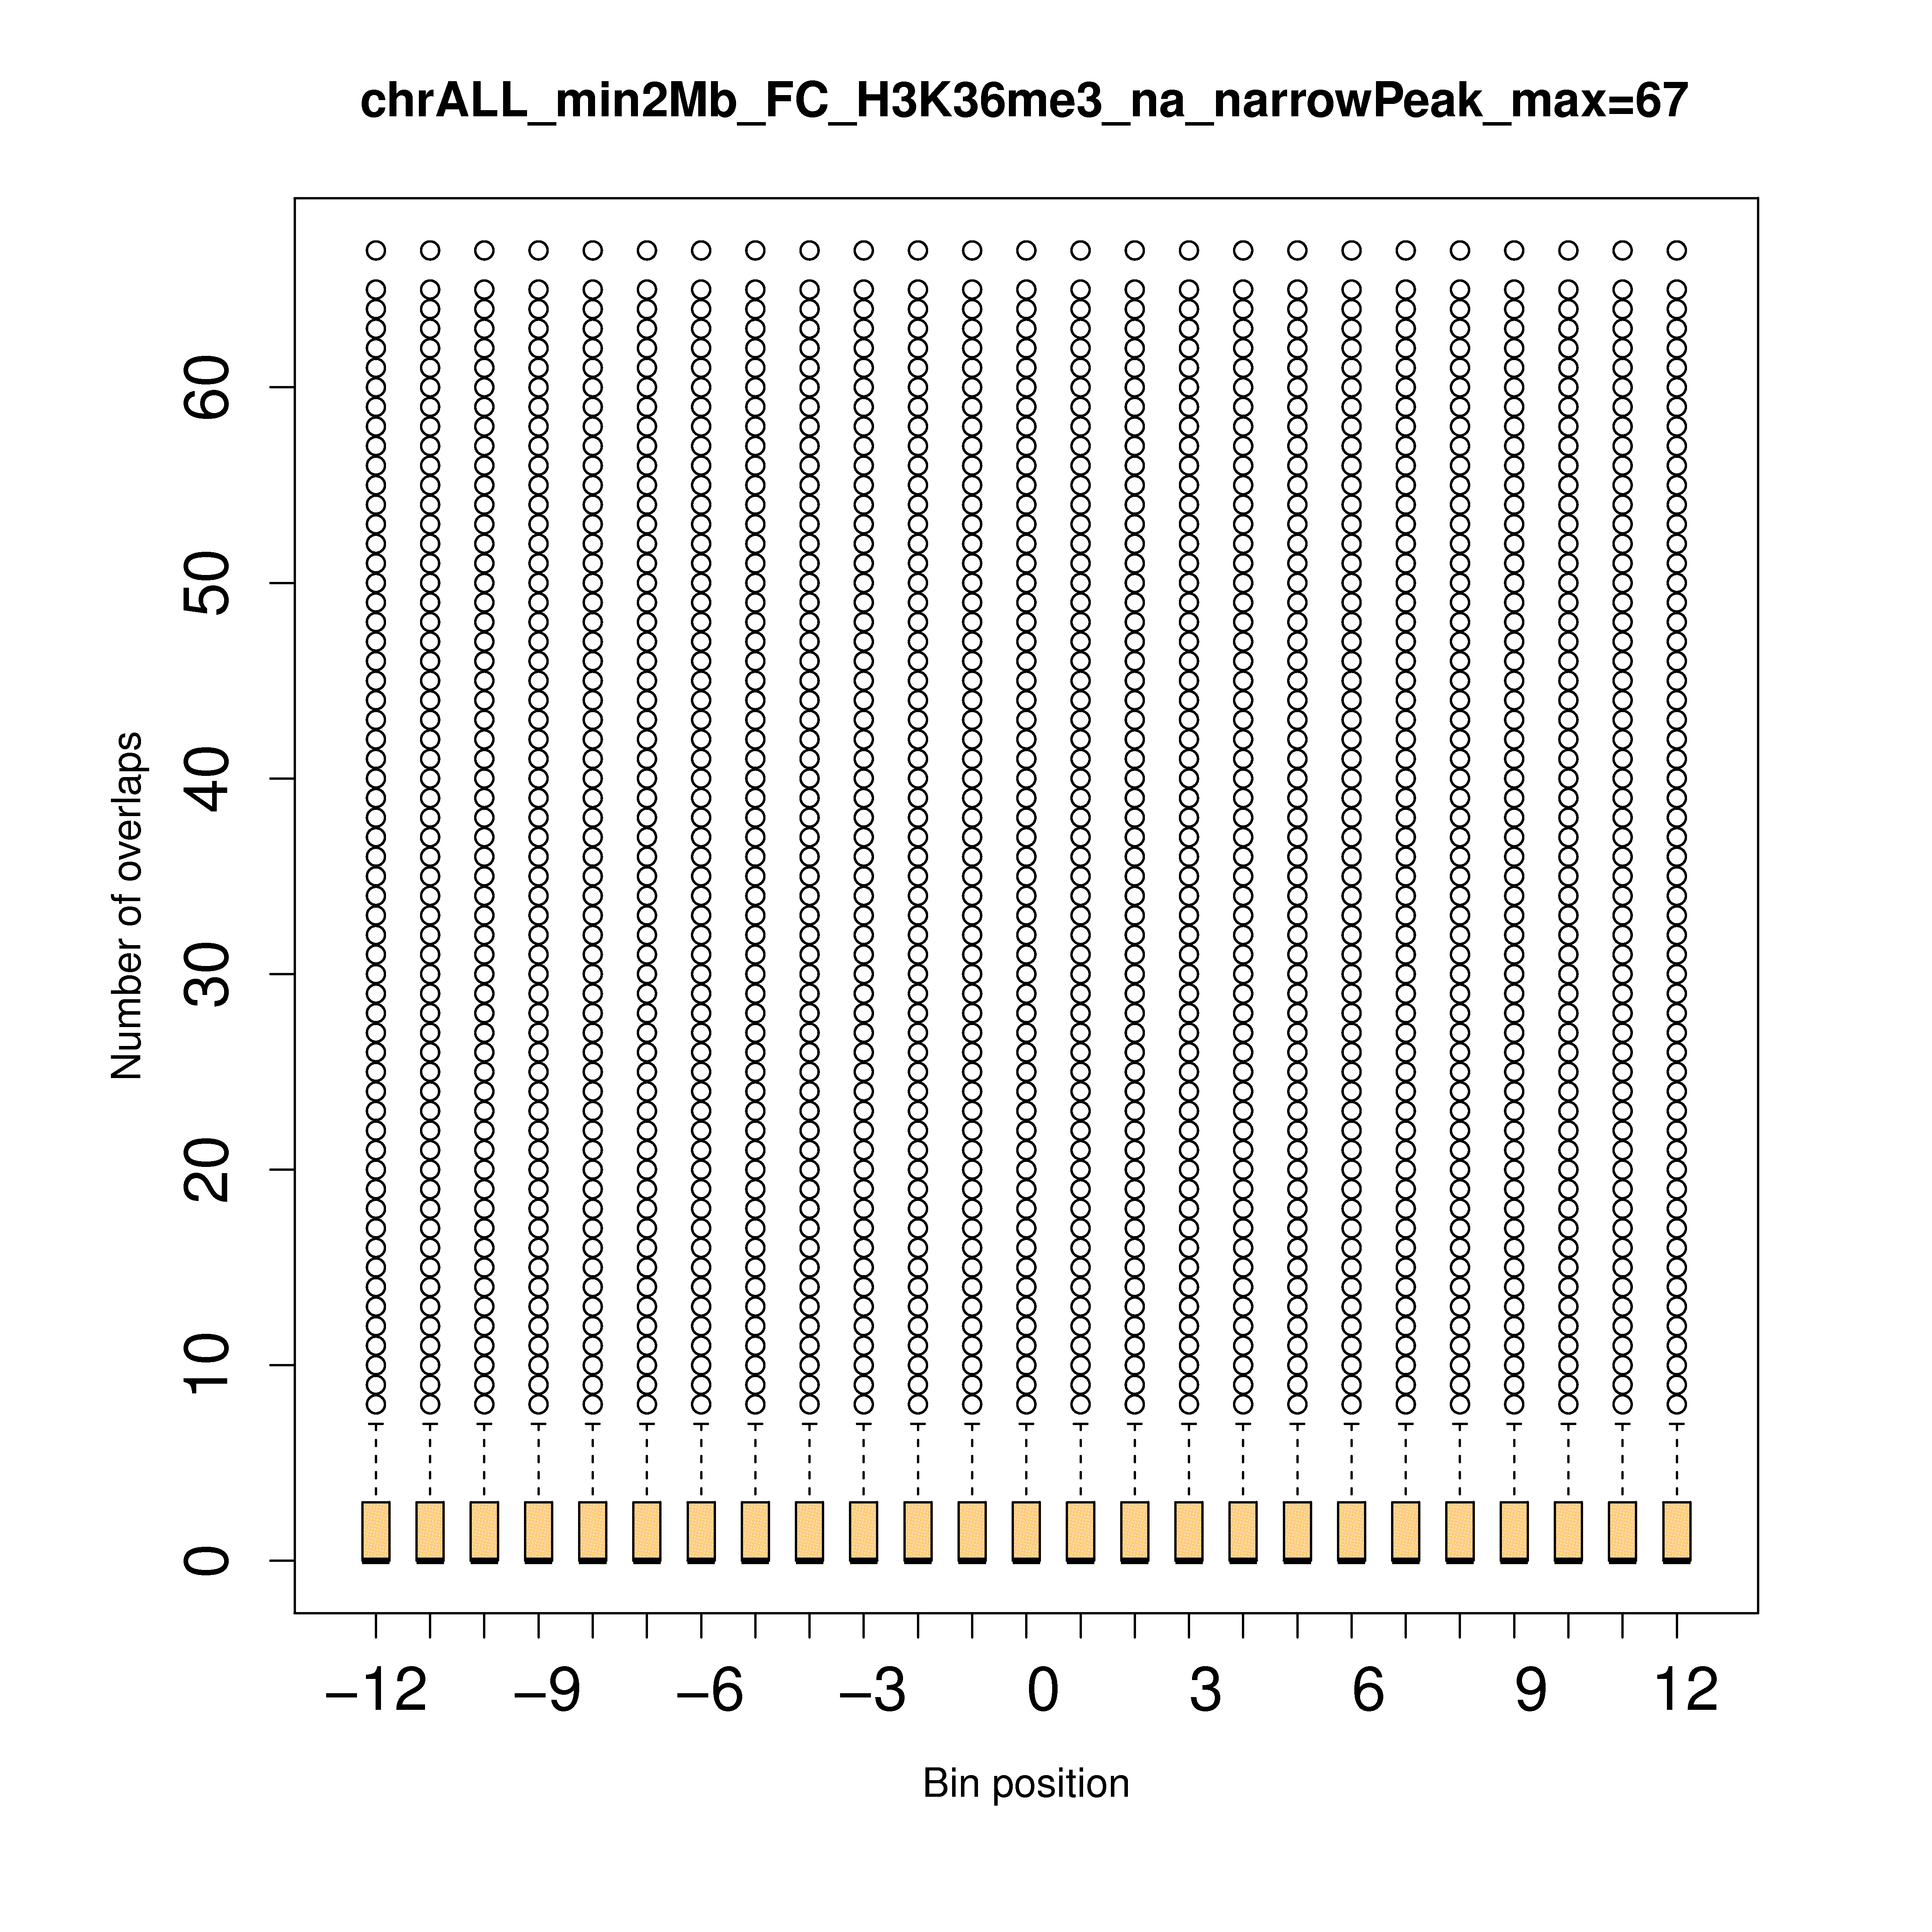 chrALL_min2Mb_FC_H3K36me3_na_narrowPeak_max=67
Number of overlaps
60
50
40
30
20
10
0
−12 −9 −6 −3 0 3 6 9 12
Bin position